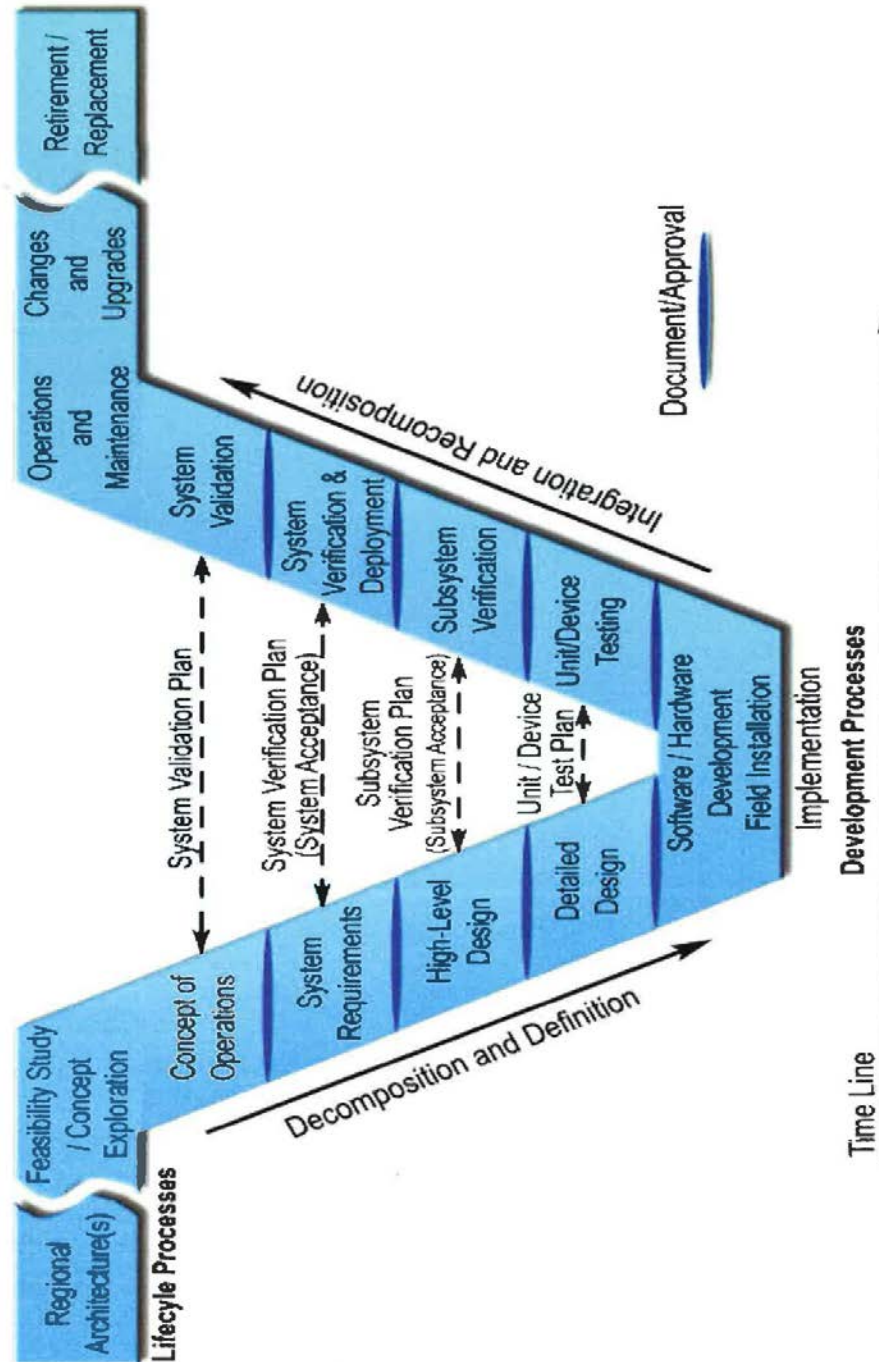 Regional
Architecture(s)
Feasibility Study
/ Concept
Exploration
Operations
and
Maintenance
Changes
and
Upgrades
Retirement /
Replacement
Lifecyle Processes
Concept of
Operations
System Validation Plan
System
Validation
System
Requirements
System Verification Plan
(System Acceptance)
System
Verification &
Deployment
High-Level
Design
Subsystem
Verification Plan
(Subsystem Acceptance)
Subsystem
Verification
Detailed
Design
Unit / Device
Test Plan
Unit/Device
Testing
Software / Hardware
Development
Field Installation
Decomposition and Definition
Integration and Recomposition
Document/Approval
Implementation
Time Line
Development Processes